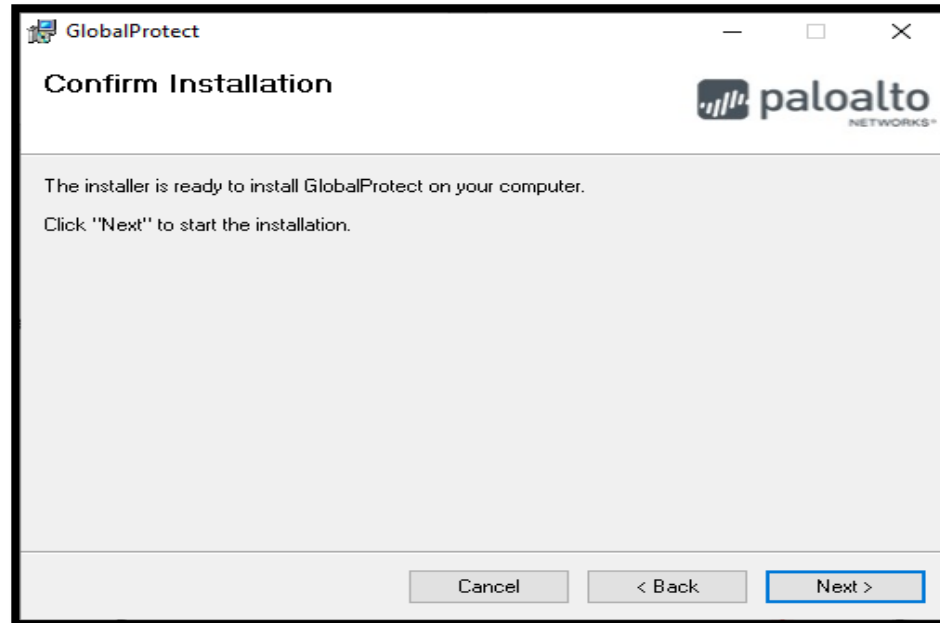 GlobalProtect
Confirm Installation
paloalto
NETWORKS
The installer is ready to install GlobalProtect on your computer.
Click "Next" to start the installation.
Cancel
< Back
Next >